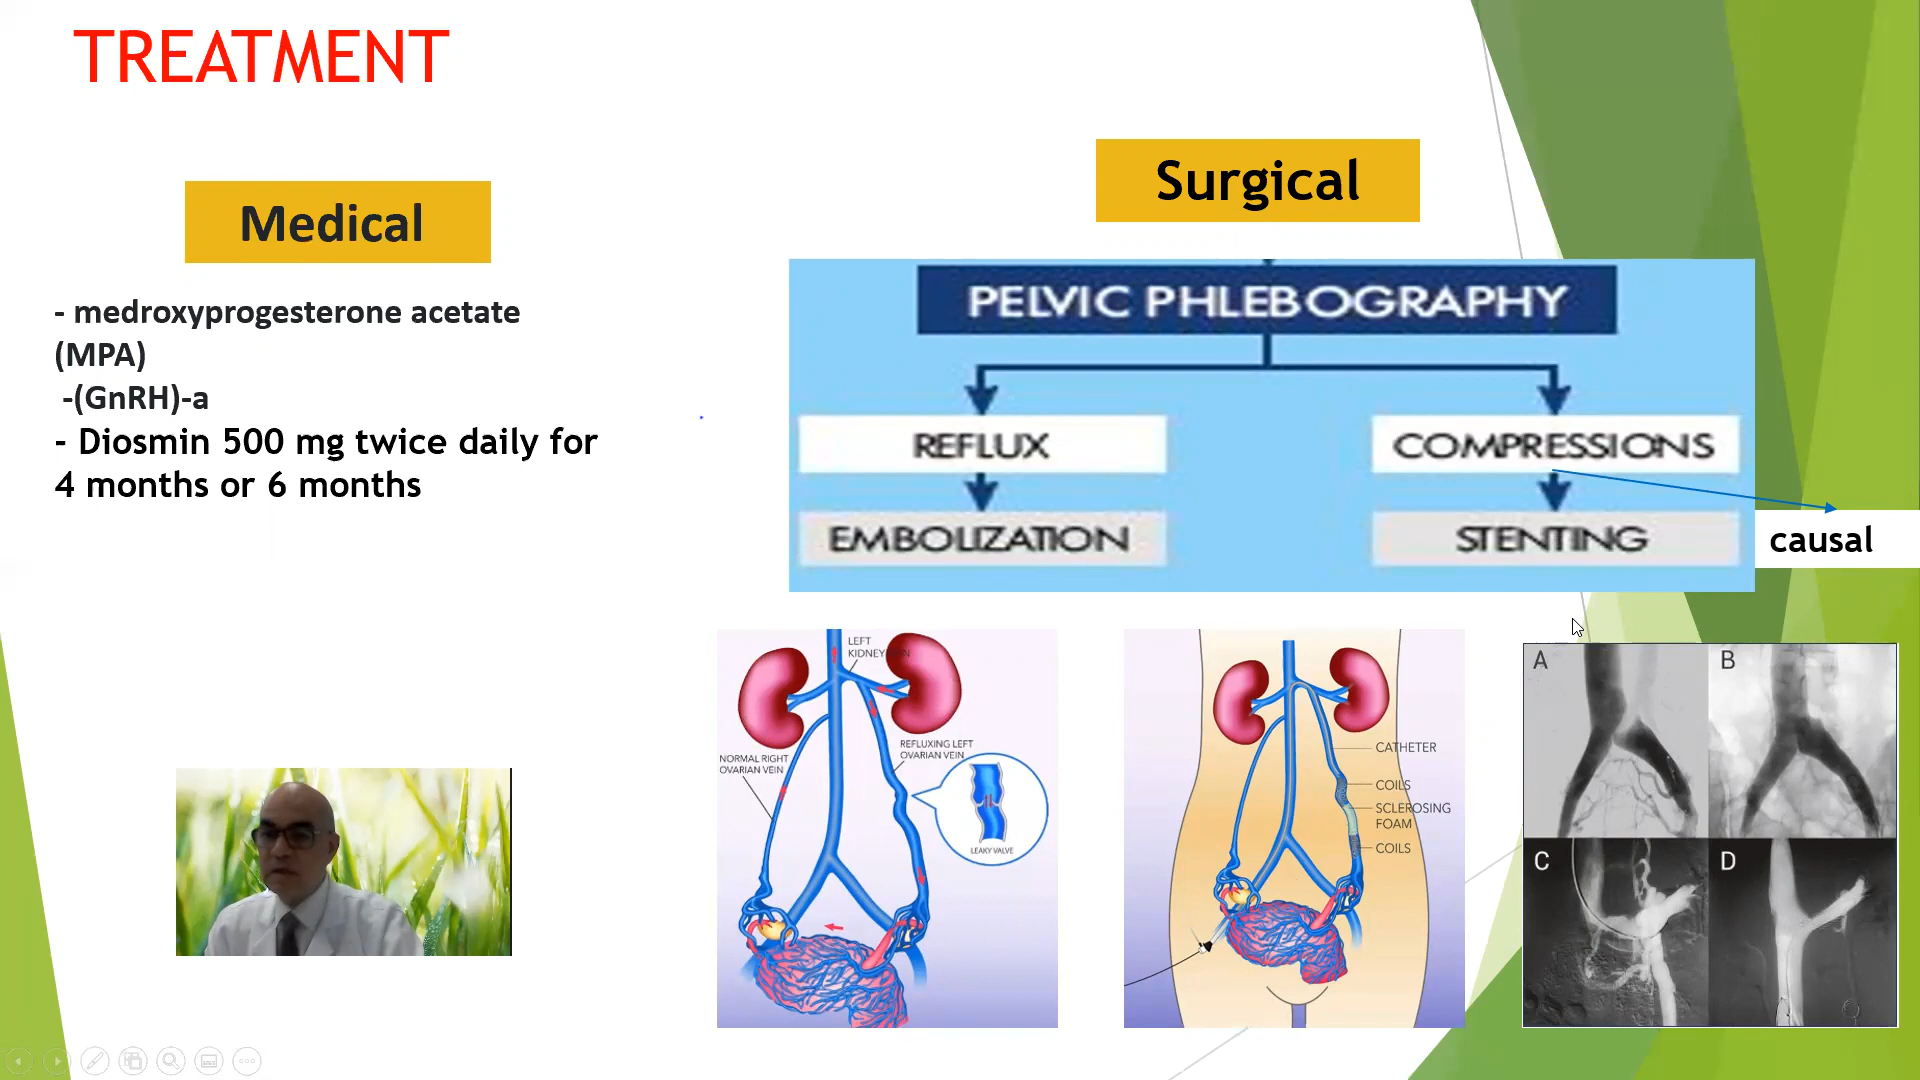 TREATMENT
Medical
- medroxyprogesterone acetate
(MPA)
-(GnRH)-a
- Diosmin 500 mg twice daily for
4 months or 6 months
Surgical
PELVIC PHLEBOGRAPHY
REFLUX
COMPRESSIONS
EMBOLIZATION
STENTING
causal
LEFT
KIDNEY
NORMAL RIGHT
OVARIAN VEIN
REFLUXING LEFT
OVARIAN VEIN
LEAKY VALVE
CATHETER
COILS
SCLEROSING
FOAM
COILS
A
B
C
D